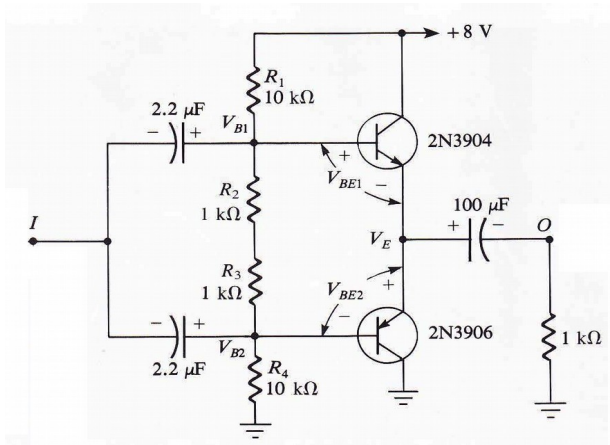 +8 V
R1
10 kΩ
2.2 μF
− +
VB1
2N3904
+
VBE1 −
R2
1 kΩ
100 μF
+ −
I
VE
O
R3
1 kΩ
VBE2 +
−
− +
2N3906
1 kΩ
VB2
2.2 μF
R4
10 kΩ